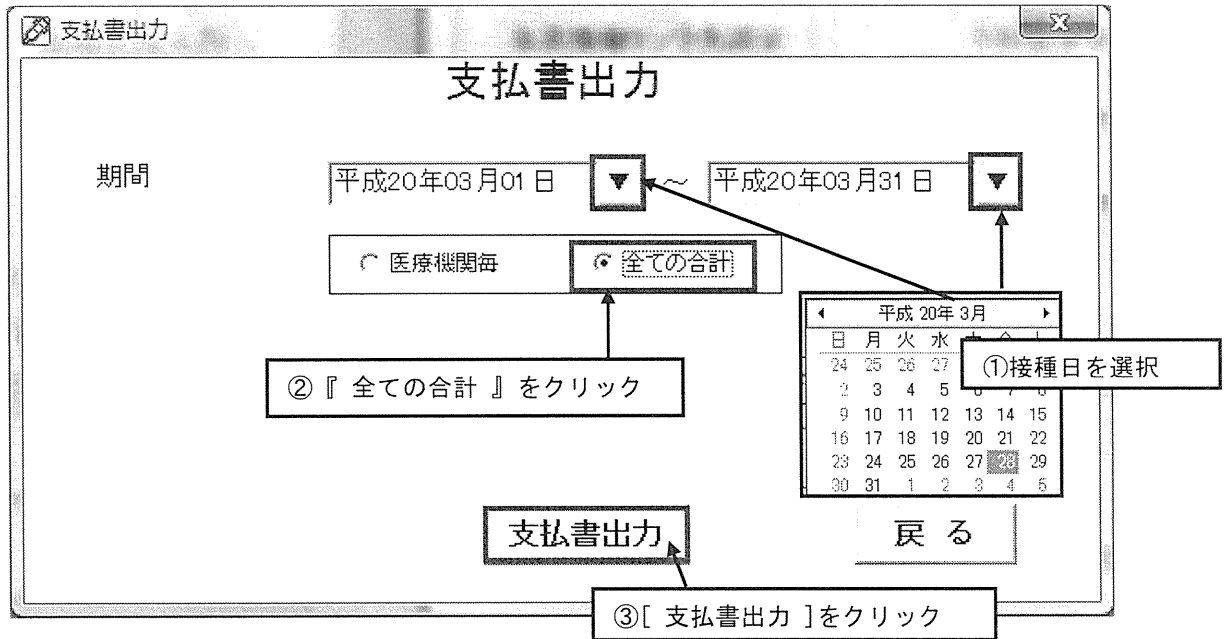 支払書出力
支払書出力
期間
平成20年03月01日 ▼ ～ 平成20年03月31日 ▼
医療機関毎 全ての合計
平成 20年 3月
日 月 火 水
①接種日を選択
24 25 26 27
②『 全ての合計 』をクリック
2 3 4 5 6 7 8
9 10 11 12 13 14 15
16 17 18 19 20 21 22
23 24 25 26 27 28 29
30 31 1 2 3 4 5
支払書出力
戻る
③[ 支払書出力 ]をクリック